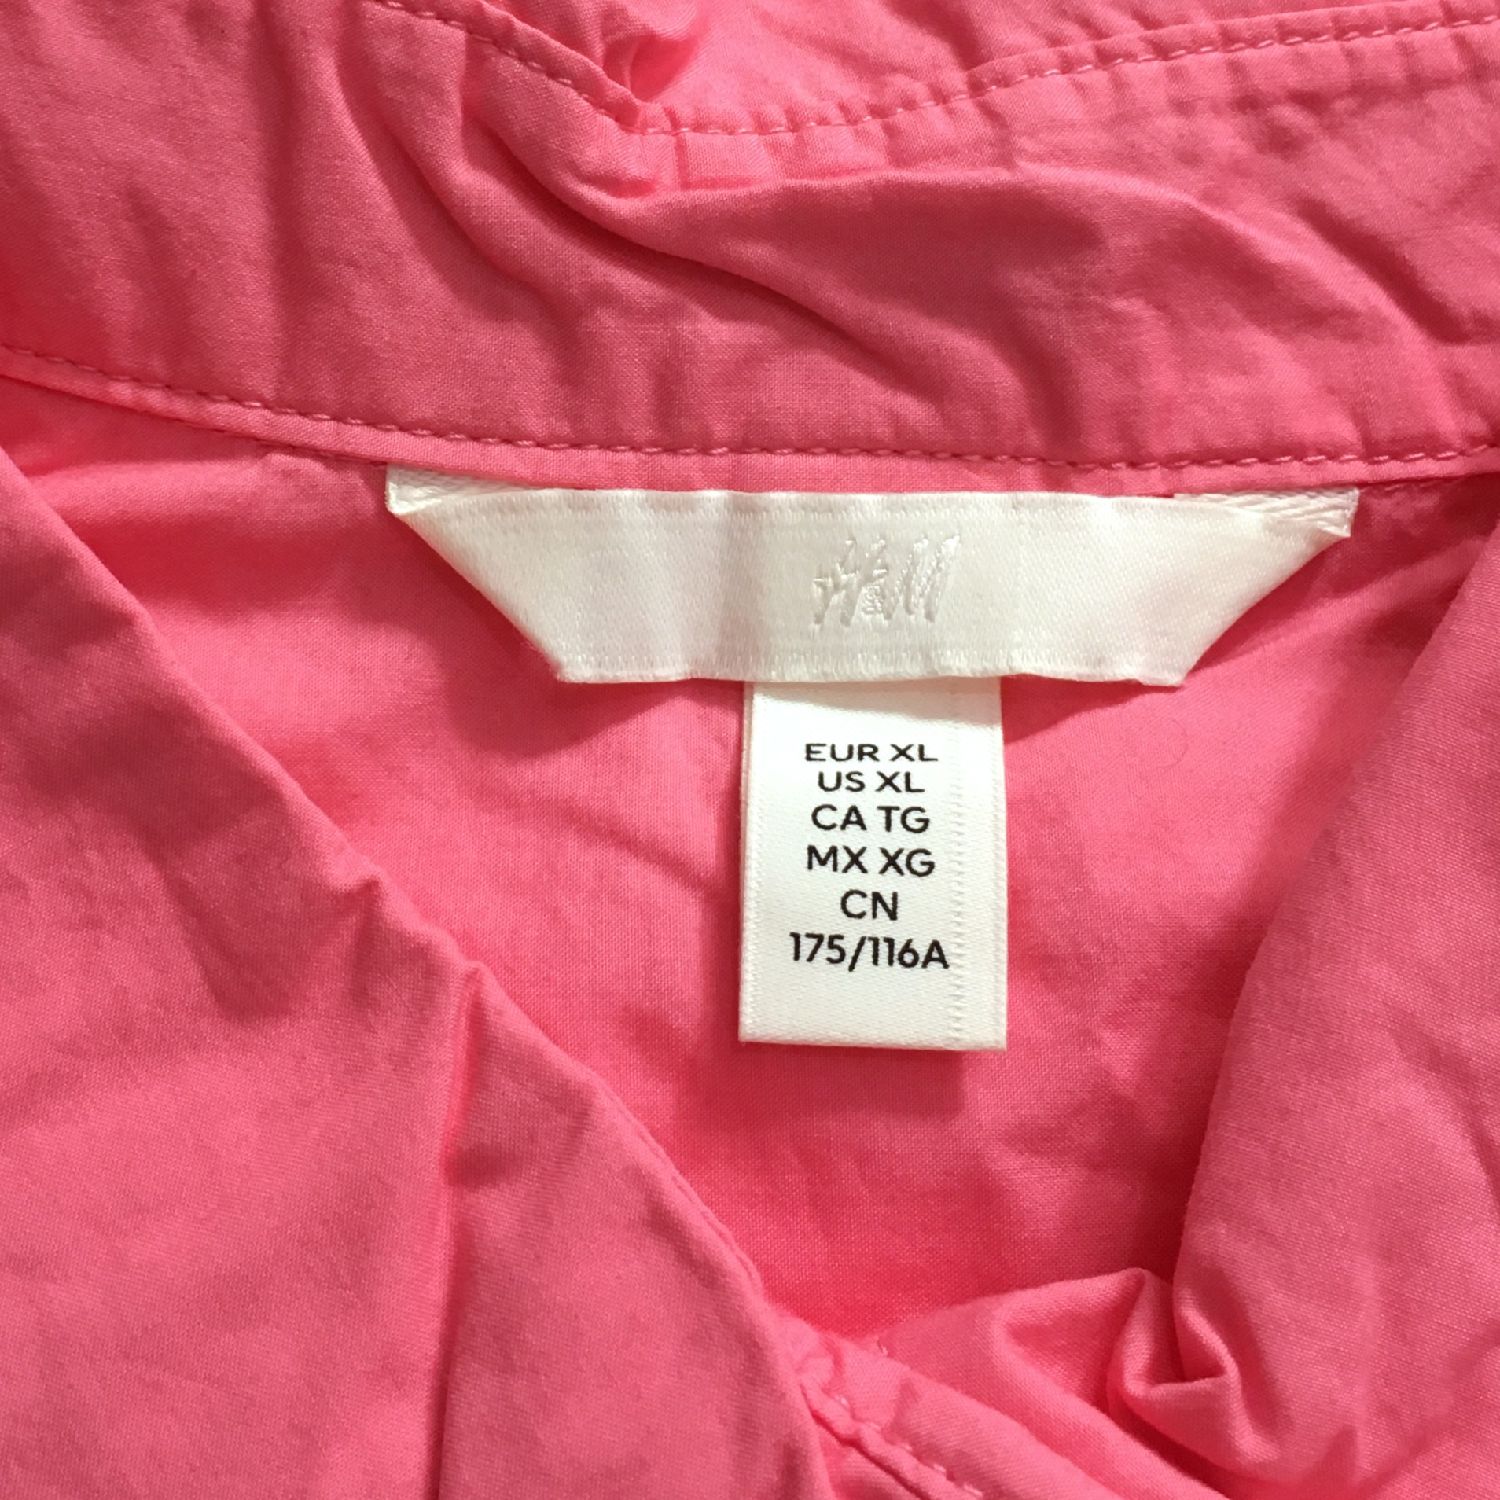 H&M
EUR XL
US XL
CA TG
MX XG
CN
175/116A